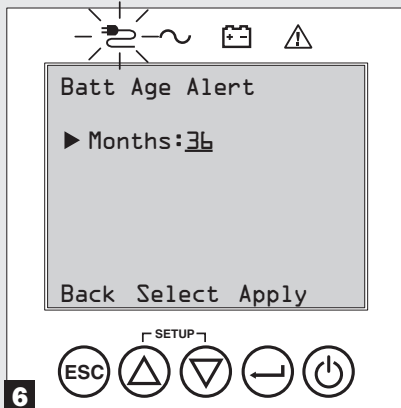 + -
Batt Age Alert
▶ Months:36
Back Select Apply
SETUP
ESC
6